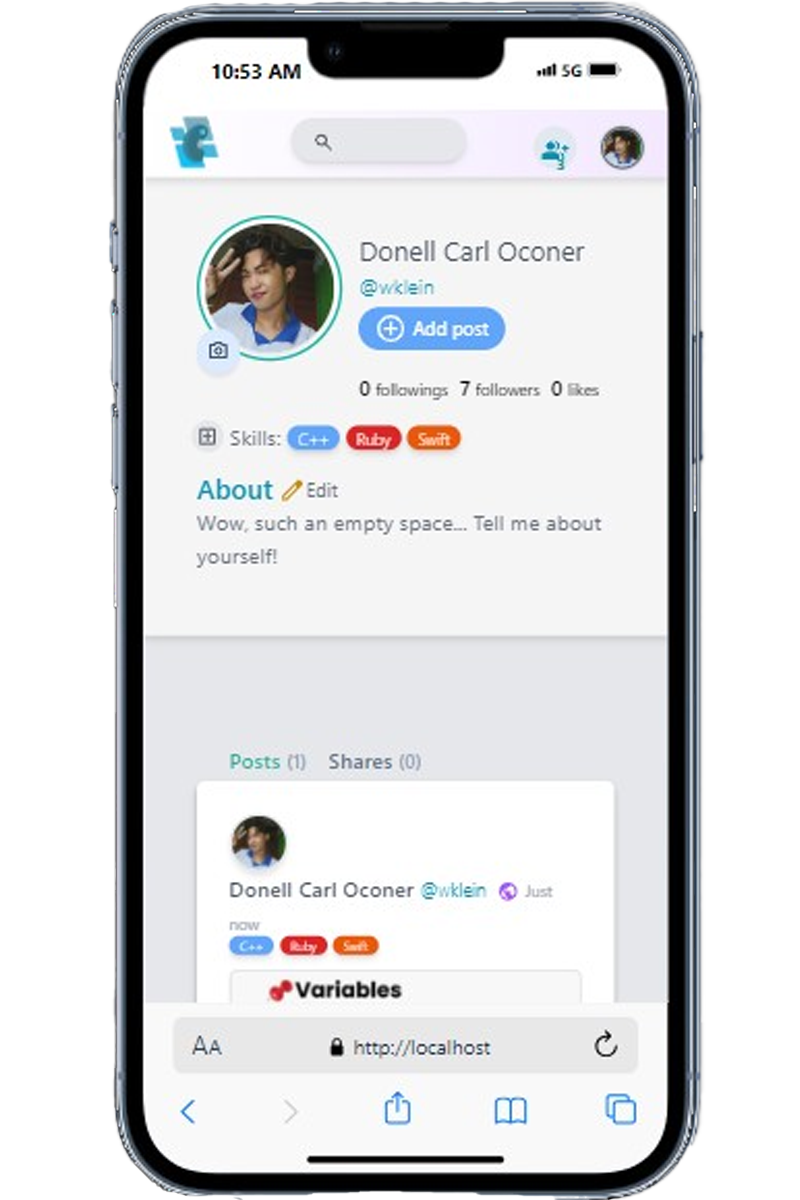 10:53 AM 5G
3
Donell Carl Oconer
@wklein
Add post
0 followings 7 followers 0 likes
Skills: C++ Ruby Swift
About Edit
Wow, such an empty space... Tell me about
yourself!
Posts (1) Shares (0)
Donell Carl Oconer @wklein Just
now
C++ Ruby Swift
Variables
AA http://localhost